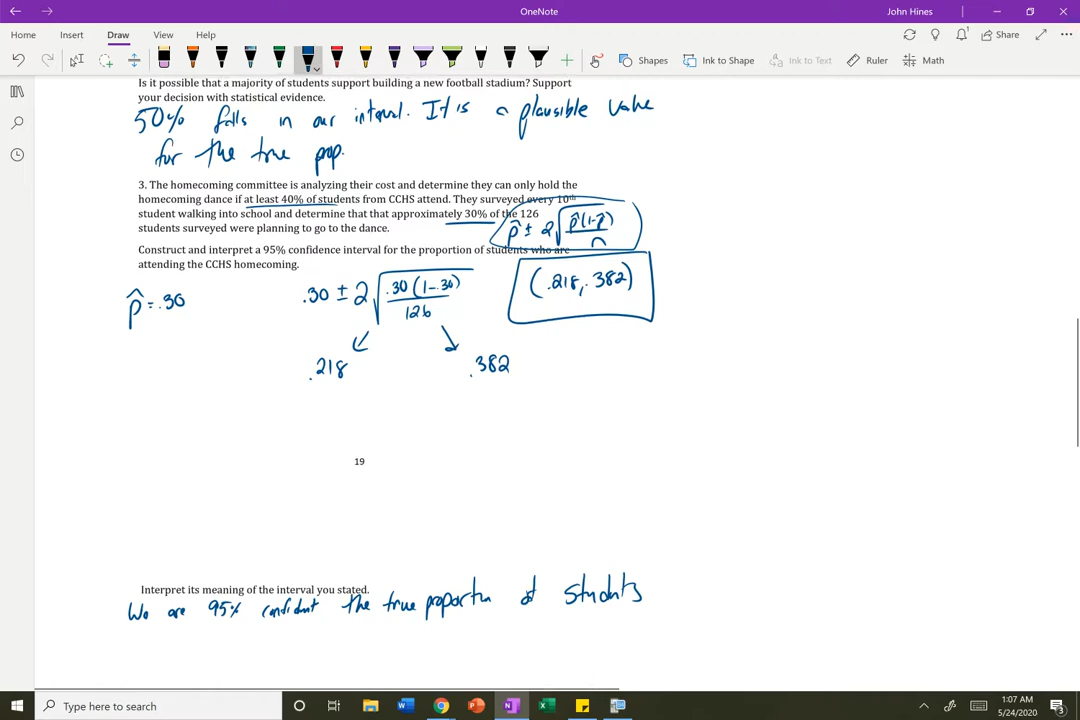 OneNote
John Hines
Home Insert Draw View Help
Share
Shapes Ink to Shape Ink to Text Ruler Math
Is it possible that a majority of students support building a new football stadium? Support
your decision with statistical evidence.
50% falls in our interval. It is a plausible value
for the true prop.
3. The homecoming committee is analyzing their cost and determine they can only hold the
homecoming dance if at least 40% of students from CCHS attend. They surveyed every 10th
student walking into school and determine that that approximately 30% of the 126
students surveyed were planning to go to the dance.
p̂ ± 2√(p̂(1-p̂)/n)
Construct and interpret a 95% confidence interval for the proportion of students who are
attending the CCHS homecoming.
p̂ = .30
.30 ± 2√(.30(1-.30)/126)
(.218, .382)
.218 .382
19
Interpret its meaning of the interval you stated.
We are 95% confident the true proportion of students
Type here to search
1:07 AM
5/24/2020
3